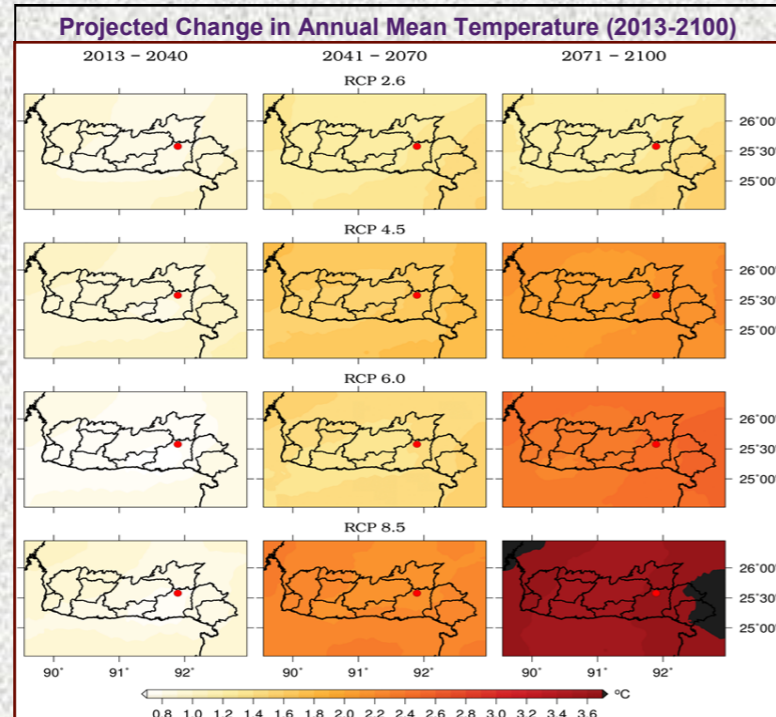 Projected Change in Annual Mean Temperature (2013-2100)
2013 – 2040 2041 – 2070 2071 – 2100
RCP 2.6
26°00'
25°30'
25°00'
RCP 4.5
26°00'
25°30'
25°00'
RCP 6.0
26°00'
25°30'
25°00'
RCP 8.5
26°00'
25°30'
25°00'
90° 91° 92° 90° 91° 92° 90° 91° 92°
0.8 1.0 1.2 1.4 1.6 1.8 2.0 2.2 2.4 2.6 2.8 3.0 3.2 3.4 3.6 °C